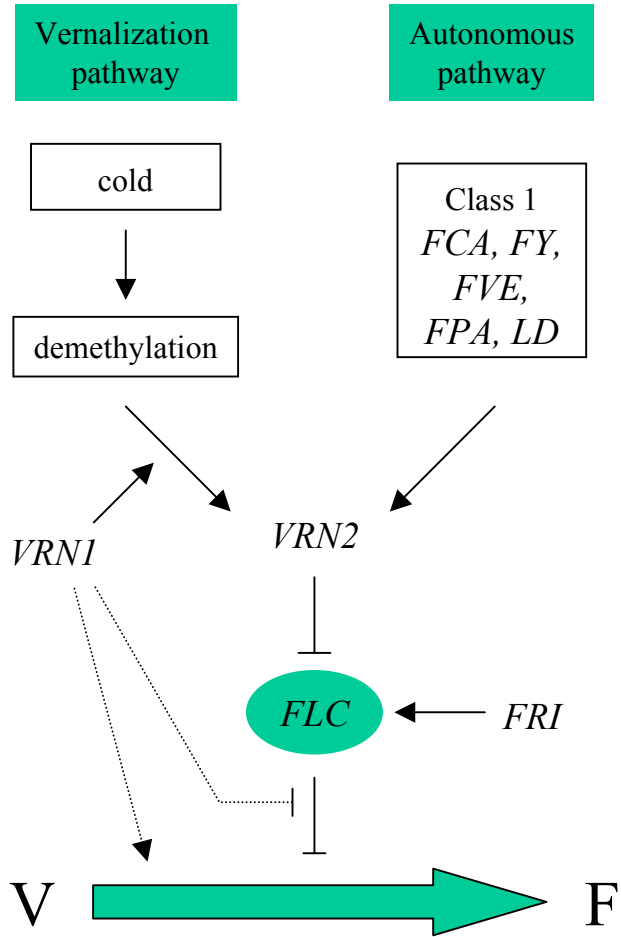 Vernalization
pathway
Autonomous
pathway
cold
Class 1
FCA, FY,
FVE,
FPA, LD
demethylation
VRN1
VRN2
FLC
FRI
V
F